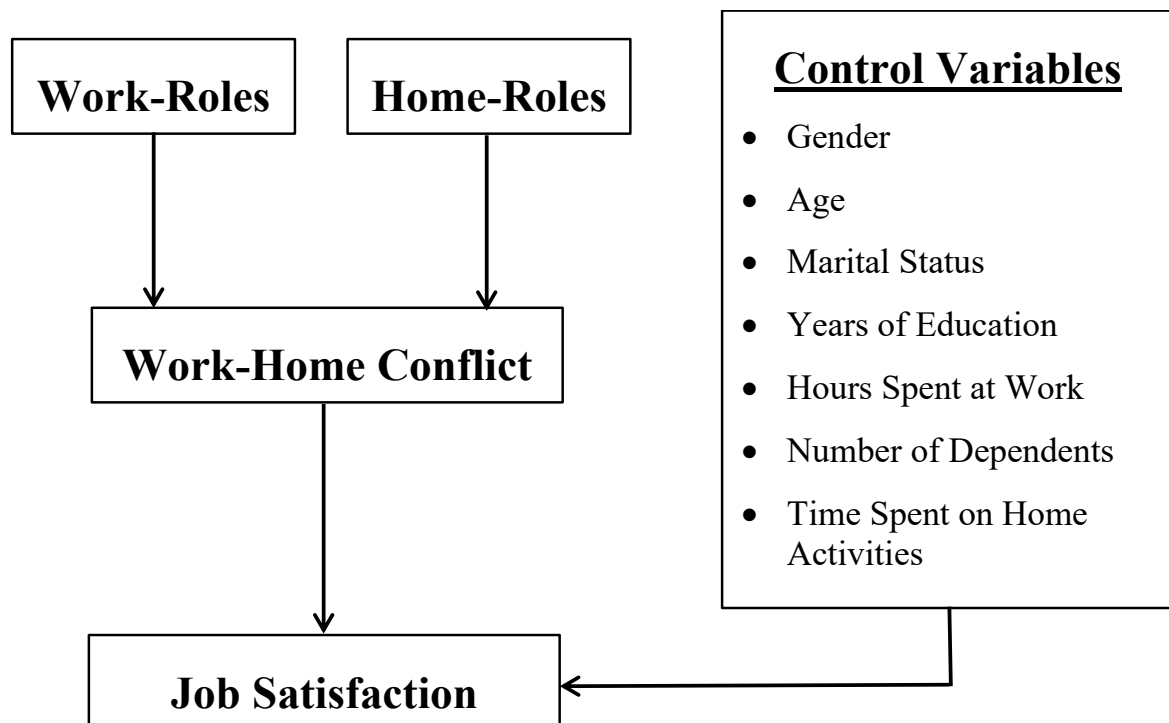 Work-Roles
Home-Roles
Work-Home Conflict
Job Satisfaction
Control Variables
• Gender
• Age
• Marital Status
• Years of Education
• Hours Spent at Work
• Number of Dependents
• Time Spent on Home
Activities